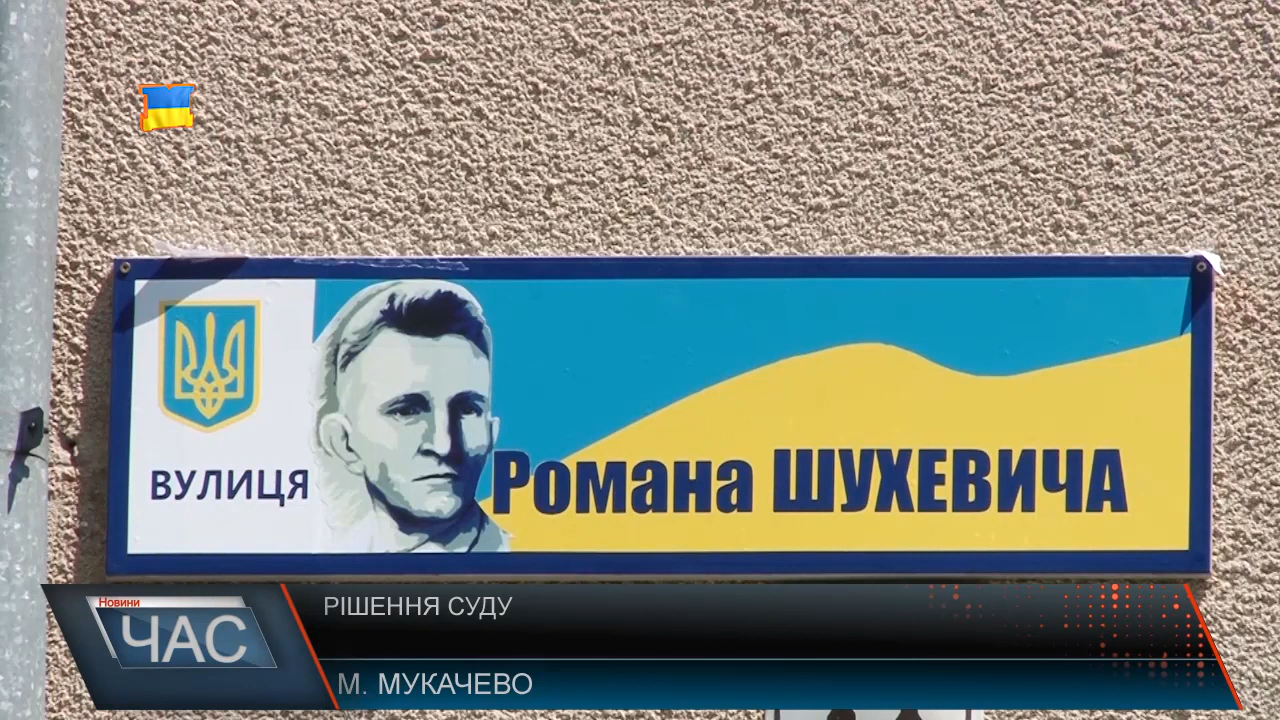 ВУЛИЦЯ
Романа ШУХЕВИЧА
Новини
ЧАС
РІШЕННЯ СУДУ
М. МУКАЧЕВО